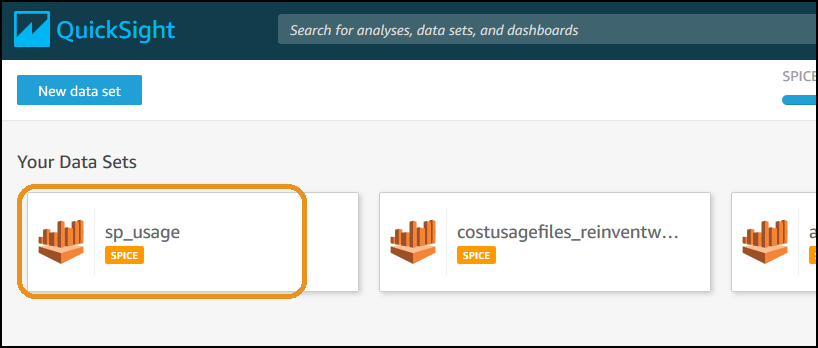 QuickSight
Search for analyses, data sets, and dashboards
New data set
SPICE
Your Data Sets
sp_usage
SPICE
costusagefiles_reinventw...
SPICE
a